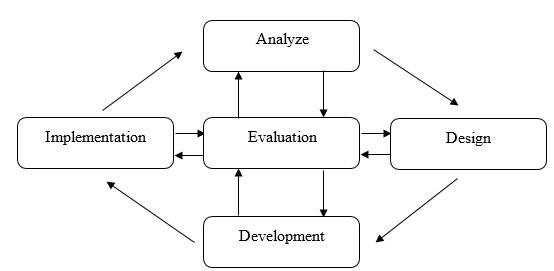 Analyze
Implementation
Evaluation
Design
Development